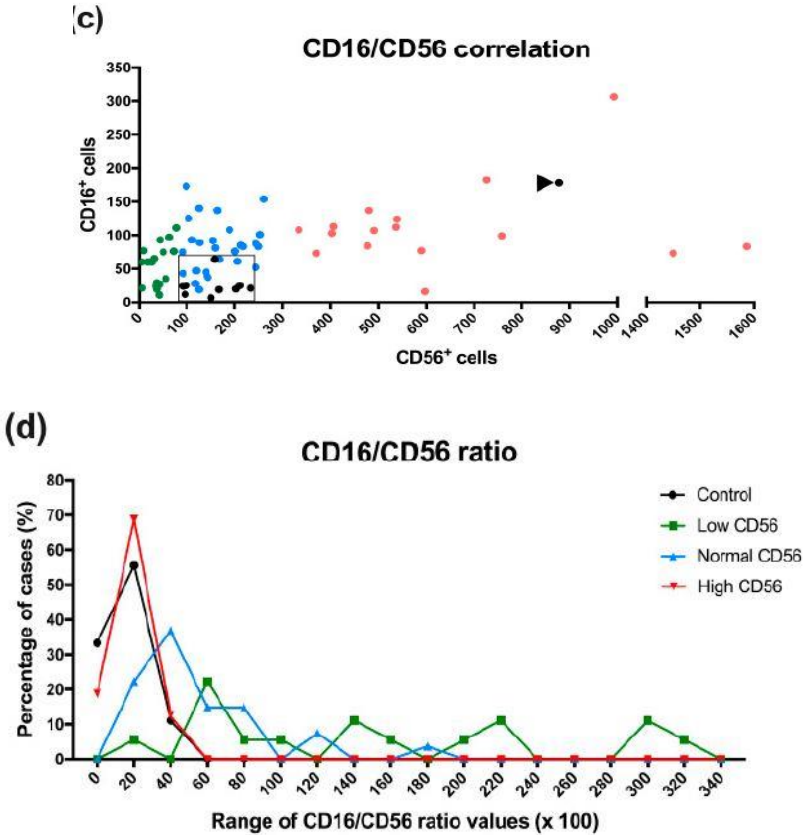 (c)
CD16/CD56 correlation
350
300
250
200
150
100
50
0
CD16⁺ cells
0 100 200 300 400 500 600 700 800 900 1000 1400 1500 1600
CD56⁺ cells
(d)
CD16/CD56 ratio
80
70
60
50
40
30
20
10
0
Percentage of cases (%)
Control
Low CD56
Normal CD56
High CD56
0 20 40 60 80 100 120 140 160 180 200 220 240 260 280 300 320 340
Range of CD16/CD56 ratio values (x 100)